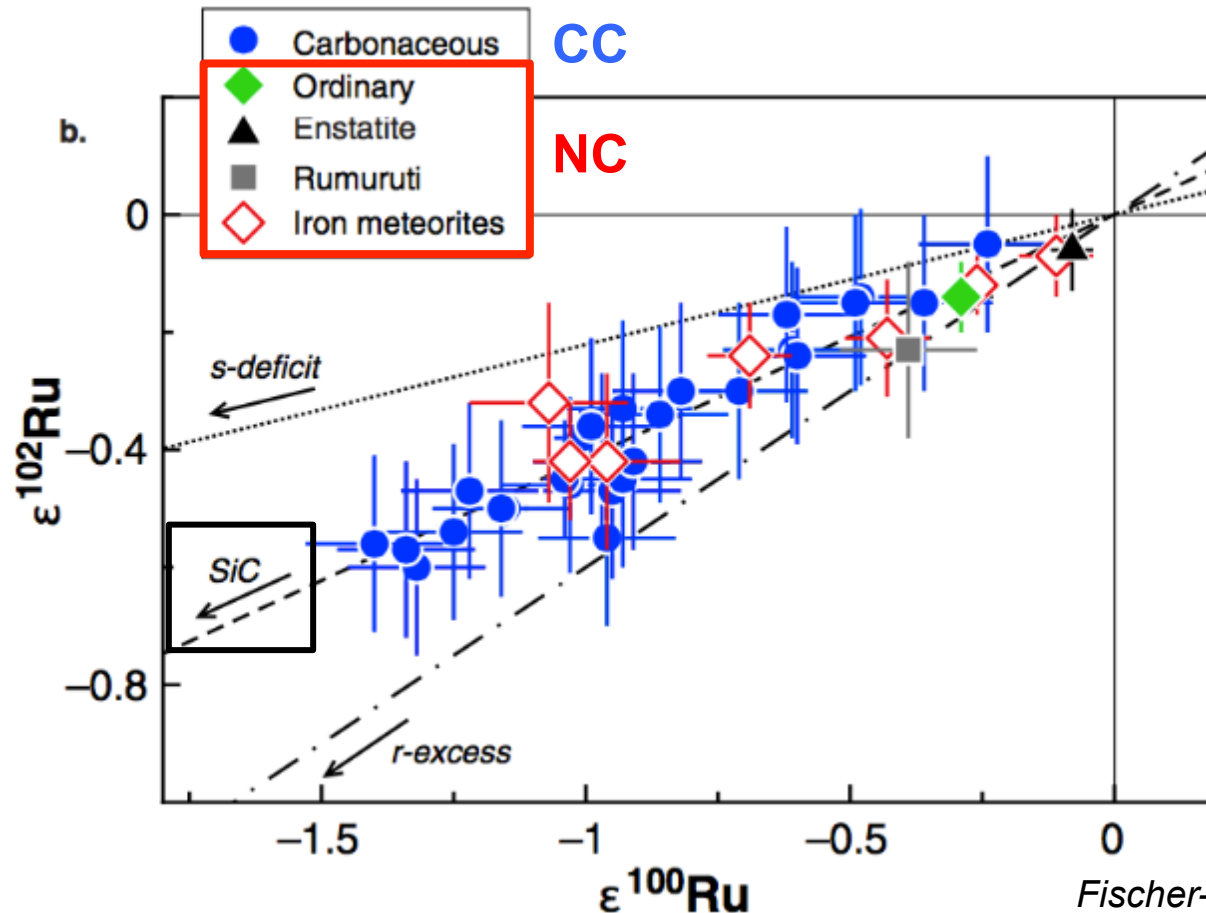 Carbonaceous CC
Ordinary
Enstatite
NC
Rumuruti
Iron meteorites
b.
0
s-deficit
−0.4
ε¹⁰²Ru
SiC
−0.8
r-excess
−1.5 −1 −0.5 0
ε¹⁰⁰Ru
Fischer-